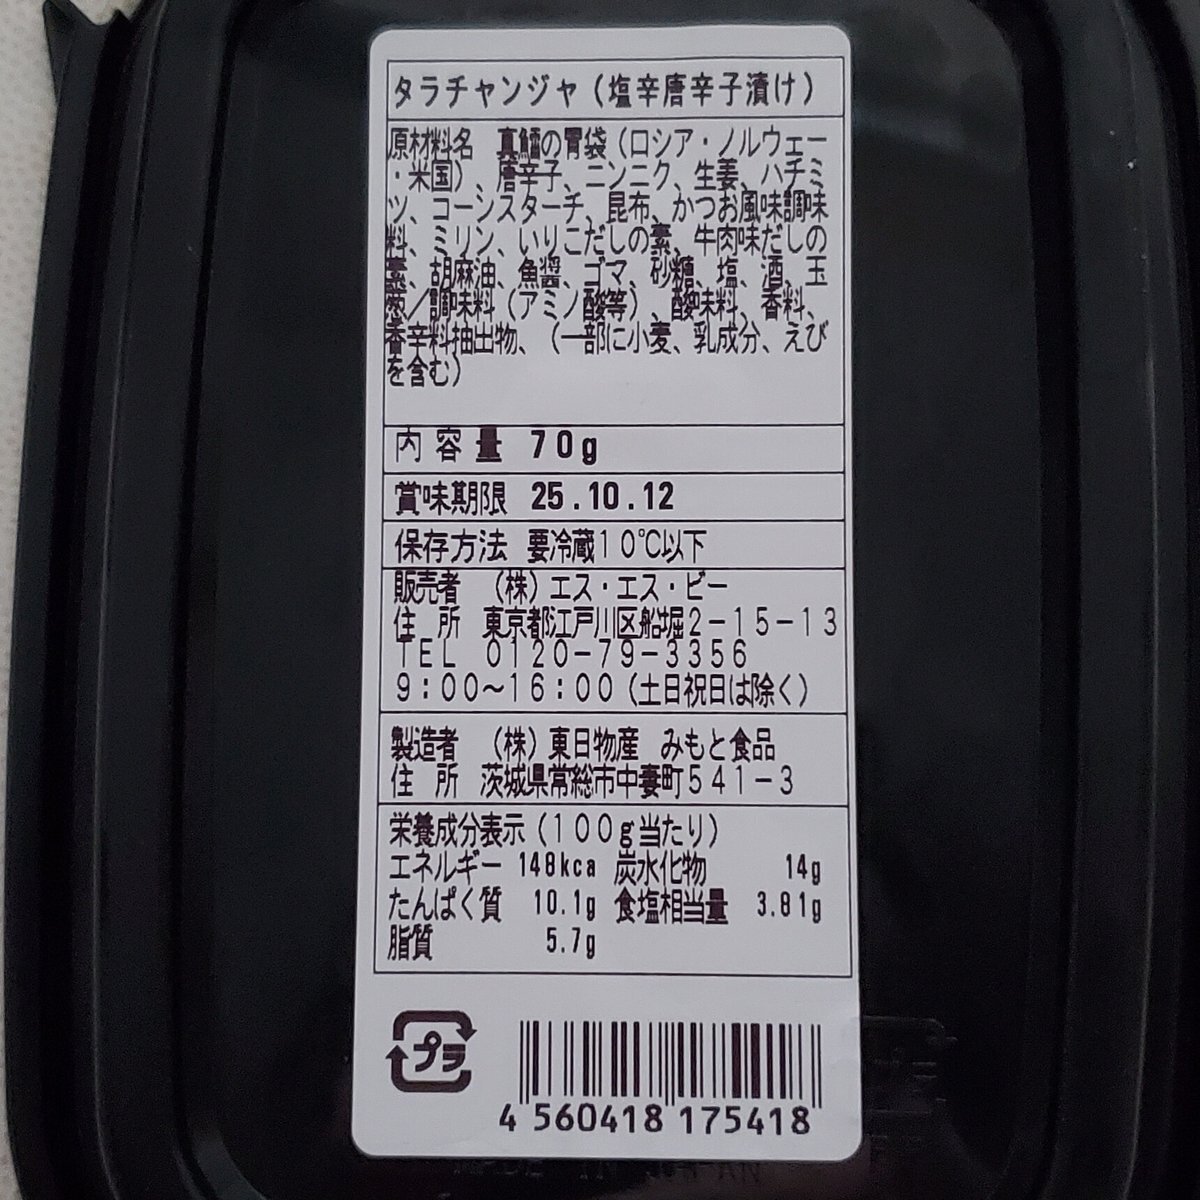 タラチャンジャ（塩辛唐辛子漬け）
原材料名　真鱈の胃袋（ロシア・ノルウェー
・米国）、唐辛子、ニンニク、生姜、ハチミ
ツ、コーンスターチ、昆布、かつお風味調味
料、ミリン、いりこだしの素、牛肉味だしの
素、胡麻油、魚醤、ゴマ、砂糖、塩、酒、玉
葱／調味料（アミノ酸等）、酸味料、香料、
香辛料抽出物、（一部に小麦、乳成分、えび
を含む）
内容量 70g
賞味期限 25.10.12
保存方法 要冷蔵１０℃以下
販売者　（株）エス・エス・ビー
住　所　東京都江戸川区船堀２－１５－１３
ＴＥＬ　０１２０－７９－３３５６
９：００～１６：００（土日祝日は除く）
製造者　（株）東日物産　みもと食品
住　所　茨城県常総市中妻町５４１－３
栄養成分表示（１００ｇ当たり）
エネルギー 148kca 炭水化物 14g
たんぱく質 10.1g 食塩相当量 3.81g
脂質 5.7g
プラ
4 560418 175418